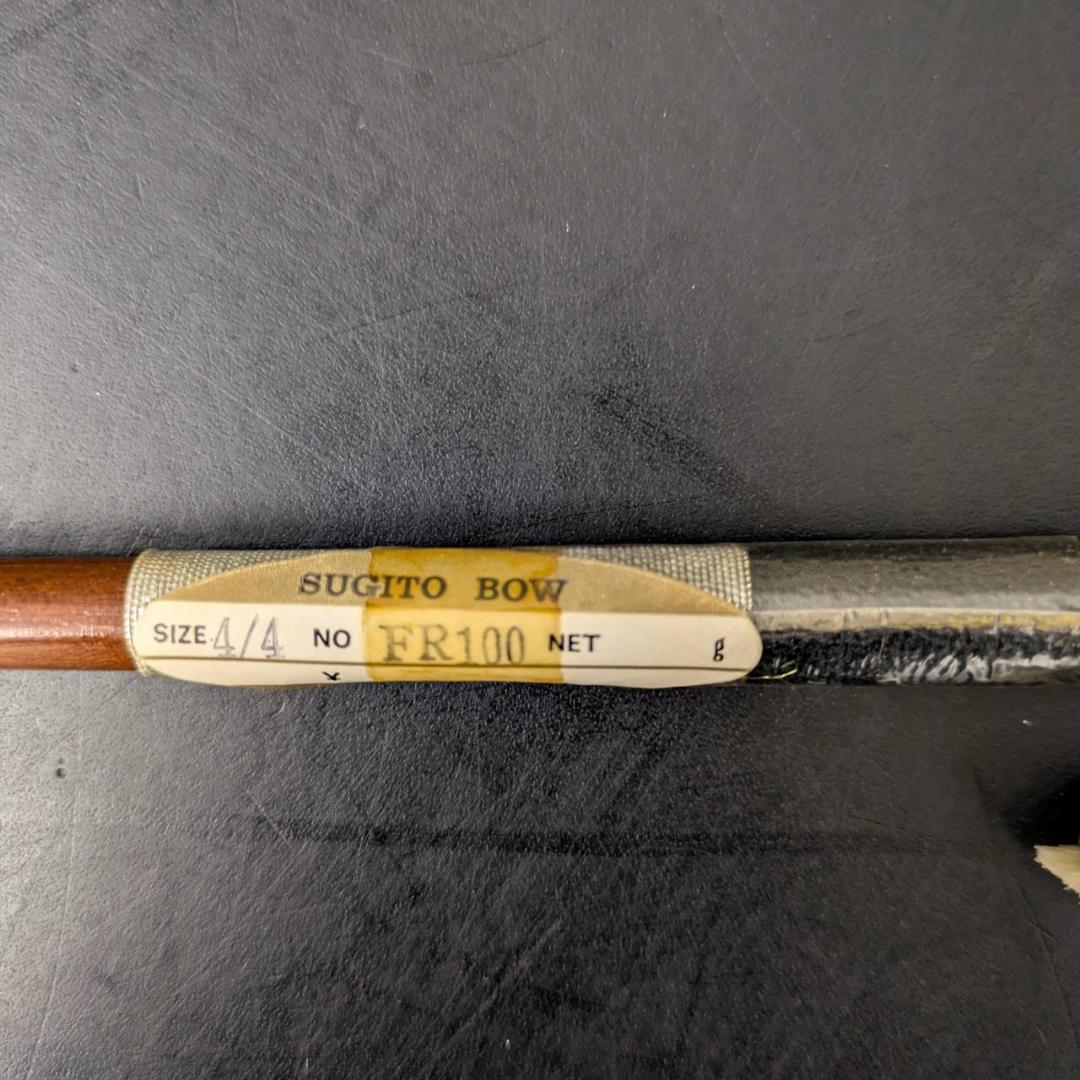 SUGITO BOW
SIZE 4/4 NO FR100 NET g